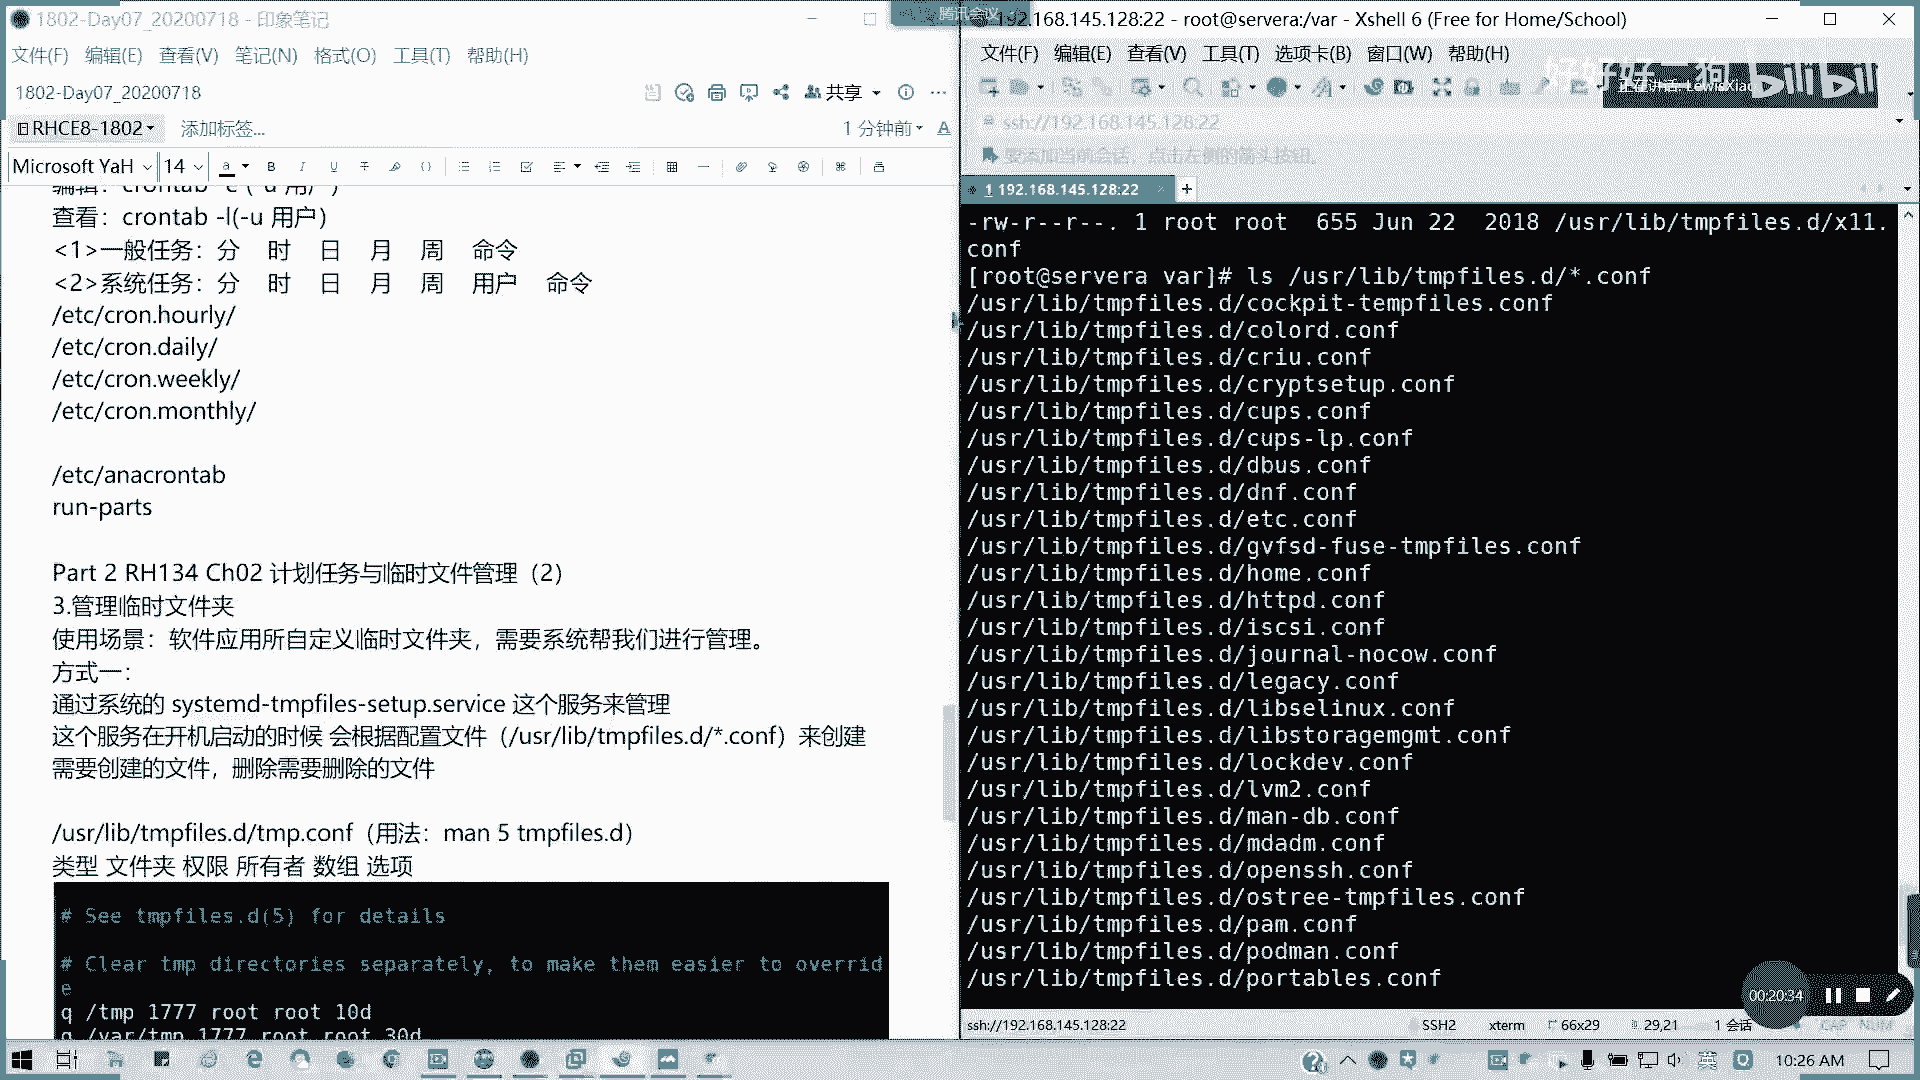 1802-Day07_20200718 - 印象笔记
文件(F) 编辑(E) 查看(V) 笔记(N) 格式(O) 工具(T) 帮助(H)
1802-Day07_20200718
共享
RHCE8-1802 添加标签... 1 分钟前
Microsoft YaH 14
查看：crontab -l(-u 用户)
<1>一般任务：分 时 日 月 周 命令
<2>系统任务：分 时 日 月 周 用户 命令
/etc/cron.hourly/
/etc/cron.daily/
/etc/cron.weekly/
/etc/cron.monthly/
/etc/anacrontab
run-parts
Part 2 RH134 Ch02 计划任务与临时文件管理（2）
3.管理临时文件夹
使用场景：软件应用所自定义临时文件夹，需要系统帮我们进行管理。
方式一：
通过系统的 systemd-tmpfiles-setup.service 这个服务来管理
这个服务在开机启动的时候 会根据配置文件（/usr/lib/tmpfiles.d/*.conf）来创建
需要创建的文件，删除需要删除的文件
/usr/lib/tmpfiles.d/tmp.conf（用法：man 5 tmpfiles.d）
类型 文件夹 权限 所有者 数组 选项
# See tmpfiles.d(5) for details
# Clear tmp directories separately, to make them easier to overrid
e
q /tmp 1777 root root 10d
q /var/tmp 1777 root root 30d
腾讯会议
192.168.145.128:22 - root@servera:/var - Xshell 6 (Free for Home/School)
文件(F) 编辑(E) 查看(V) 工具(T) 选项卡(B) 窗口(W) 帮助(H)
bilibili
ssh://192.168.145.128:22
要添加当前会话，点击左侧的箭头按钮。
1 192.168.145.128:22
-rw-r--r--. 1 root root  655 Jun 22  2018 /usr/lib/tmpfiles.d/x11.
conf
[root@servera var]# ls /usr/lib/tmpfiles.d/*.conf
/usr/lib/tmpfiles.d/cockpit-tempfiles.conf
/usr/lib/tmpfiles.d/colord.conf
/usr/lib/tmpfiles.d/criu.conf
/usr/lib/tmpfiles.d/cryptsetup.conf
/usr/lib/tmpfiles.d/cups.conf
/usr/lib/tmpfiles.d/cups-lp.conf
/usr/lib/tmpfiles.d/dbus.conf
/usr/lib/tmpfiles.d/dnf.conf
/usr/lib/tmpfiles.d/etc.conf
/usr/lib/tmpfiles.d/gvfsd-fuse-tmpfiles.conf
/usr/lib/tmpfiles.d/home.conf
/usr/lib/tmpfiles.d/httpd.conf
/usr/lib/tmpfiles.d/iscsi.conf
/usr/lib/tmpfiles.d/journal-nocow.conf
/usr/lib/tmpfiles.d/legacy.conf
/usr/lib/tmpfiles.d/libselinux.conf
/usr/lib/tmpfiles.d/libstoragemgmt.conf
/usr/lib/tmpfiles.d/lockdev.conf
/usr/lib/tmpfiles.d/lvm2.conf
/usr/lib/tmpfiles.d/man-db.conf
/usr/lib/tmpfiles.d/mdadm.conf
/usr/lib/tmpfiles.d/openssh.conf
/usr/lib/tmpfiles.d/ostree-tmpfiles.conf
/usr/lib/tmpfiles.d/pam.conf
/usr/lib/tmpfiles.d/podman.conf
/usr/lib/tmpfiles.d/portables.conf
00:20:34
ssh://192.168.145.128:22 SSH2 xterm 66x29 29,21 1 会话 CAP NUM
英 10:26 AM